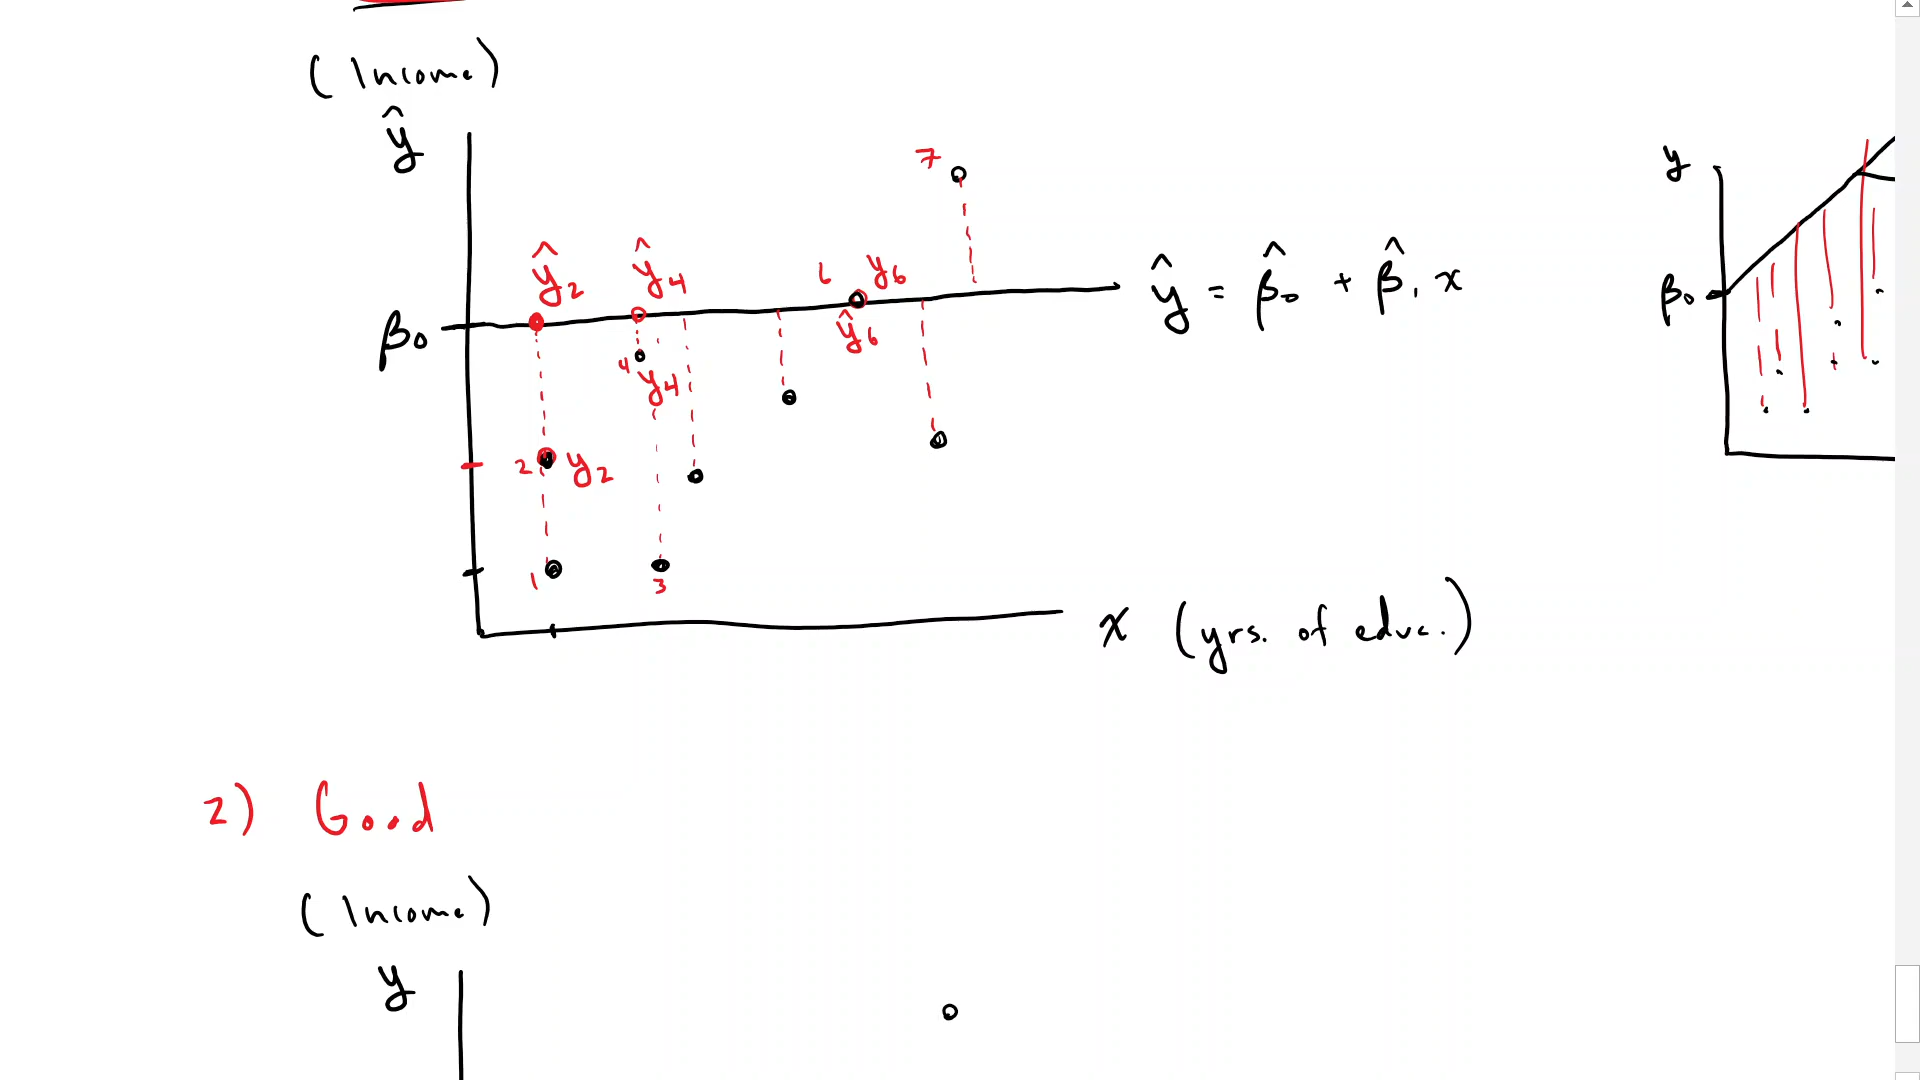 (Income)
ŷ
7
ŷ₂ ŷ₄ 6 y₆
ŷ = β̂₀ + β̂₁ x
β₀
ŷ₆
4 y₄
2 y₂
1 3
x (yrs. of educ.)
y
β₀
2) Good
(Income)
y